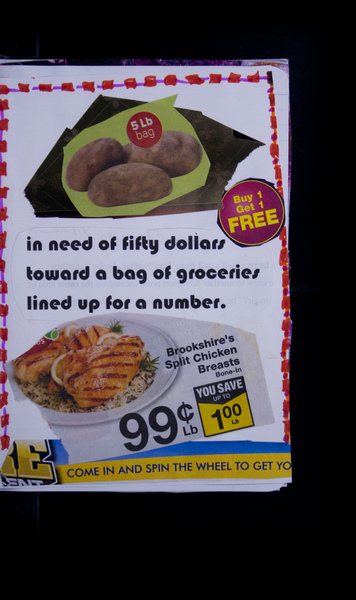 5 Lb
bag
Buy 1
Get 1
FREE
in need of fifty dollars
toward a bag of groceries
lined up for a number.
Brookshire's
Split Chicken
Breasts
Bone-In
YOU SAVE
UP TO
1.00
Lb
99¢
Lb
COME IN AND SPIN THE WHEEL TO GET YO